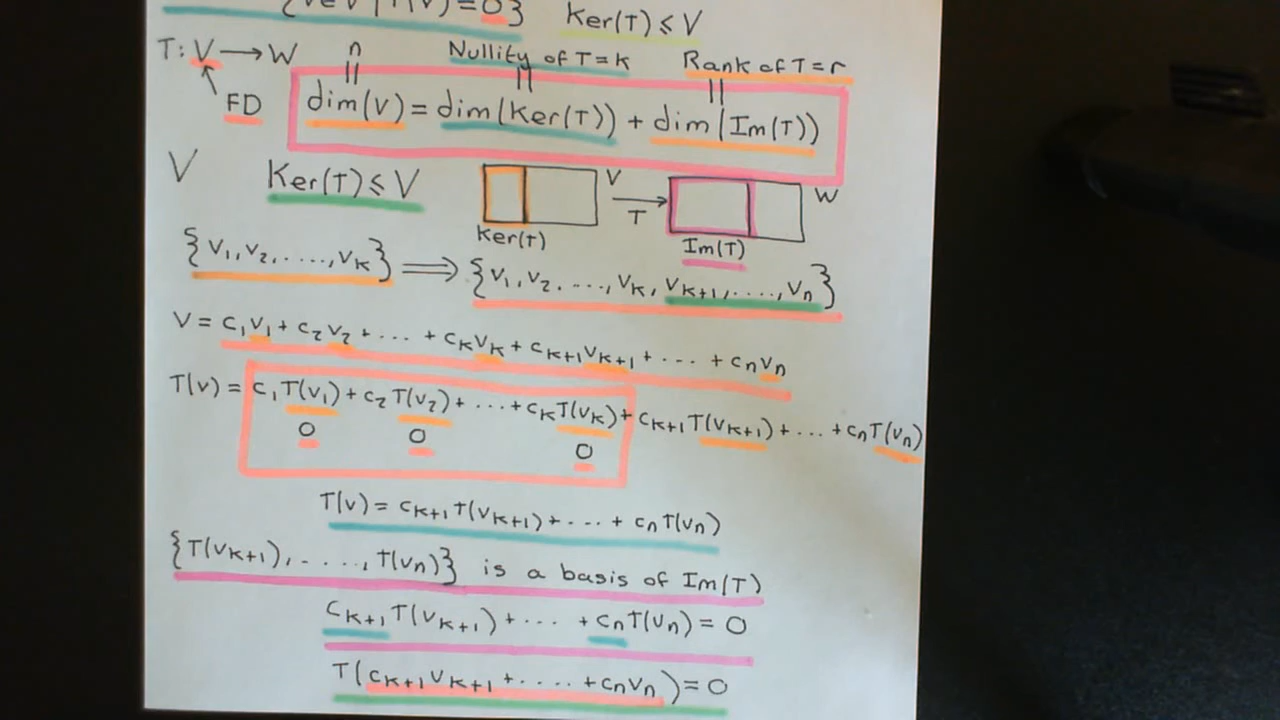 {v∈V | T(v)=0} Ker(T) ≤ V
T: V → W n Nullity of T = k Rank of T = r
FD dim(V) = dim(Ker(T)) + dim(Im(T))
V Ker(T) ≤ V V T W
Ker(T) Im(T)
{v₁, v₂, ....., vₖ} ⟹ {v₁, v₂, ...., vₖ, vₖ₊₁, ...., vₙ}
V = c₁v₁ + c₂v₂ + .... + cₖvₖ + cₖ₊₁vₖ₊₁ + .... + cₙvₙ
T(v) = c₁T(v₁) + c₂T(v₂) + .... + cₖT(vₖ) + cₖ₊₁T(vₖ₊₁) + ... + cₙT(vₙ)
0 0 0
T(v) = cₖ₊₁T(vₖ₊₁) + .... + cₙT(vₙ)
{T(vₖ₊₁), ....., T(vₙ)} is a basis of Im(T)
cₖ₊₁T(vₖ₊₁) + .... + cₙT(vₙ) = 0
T(cₖ₊₁vₖ₊₁ + ..... + cₙvₙ) = 0